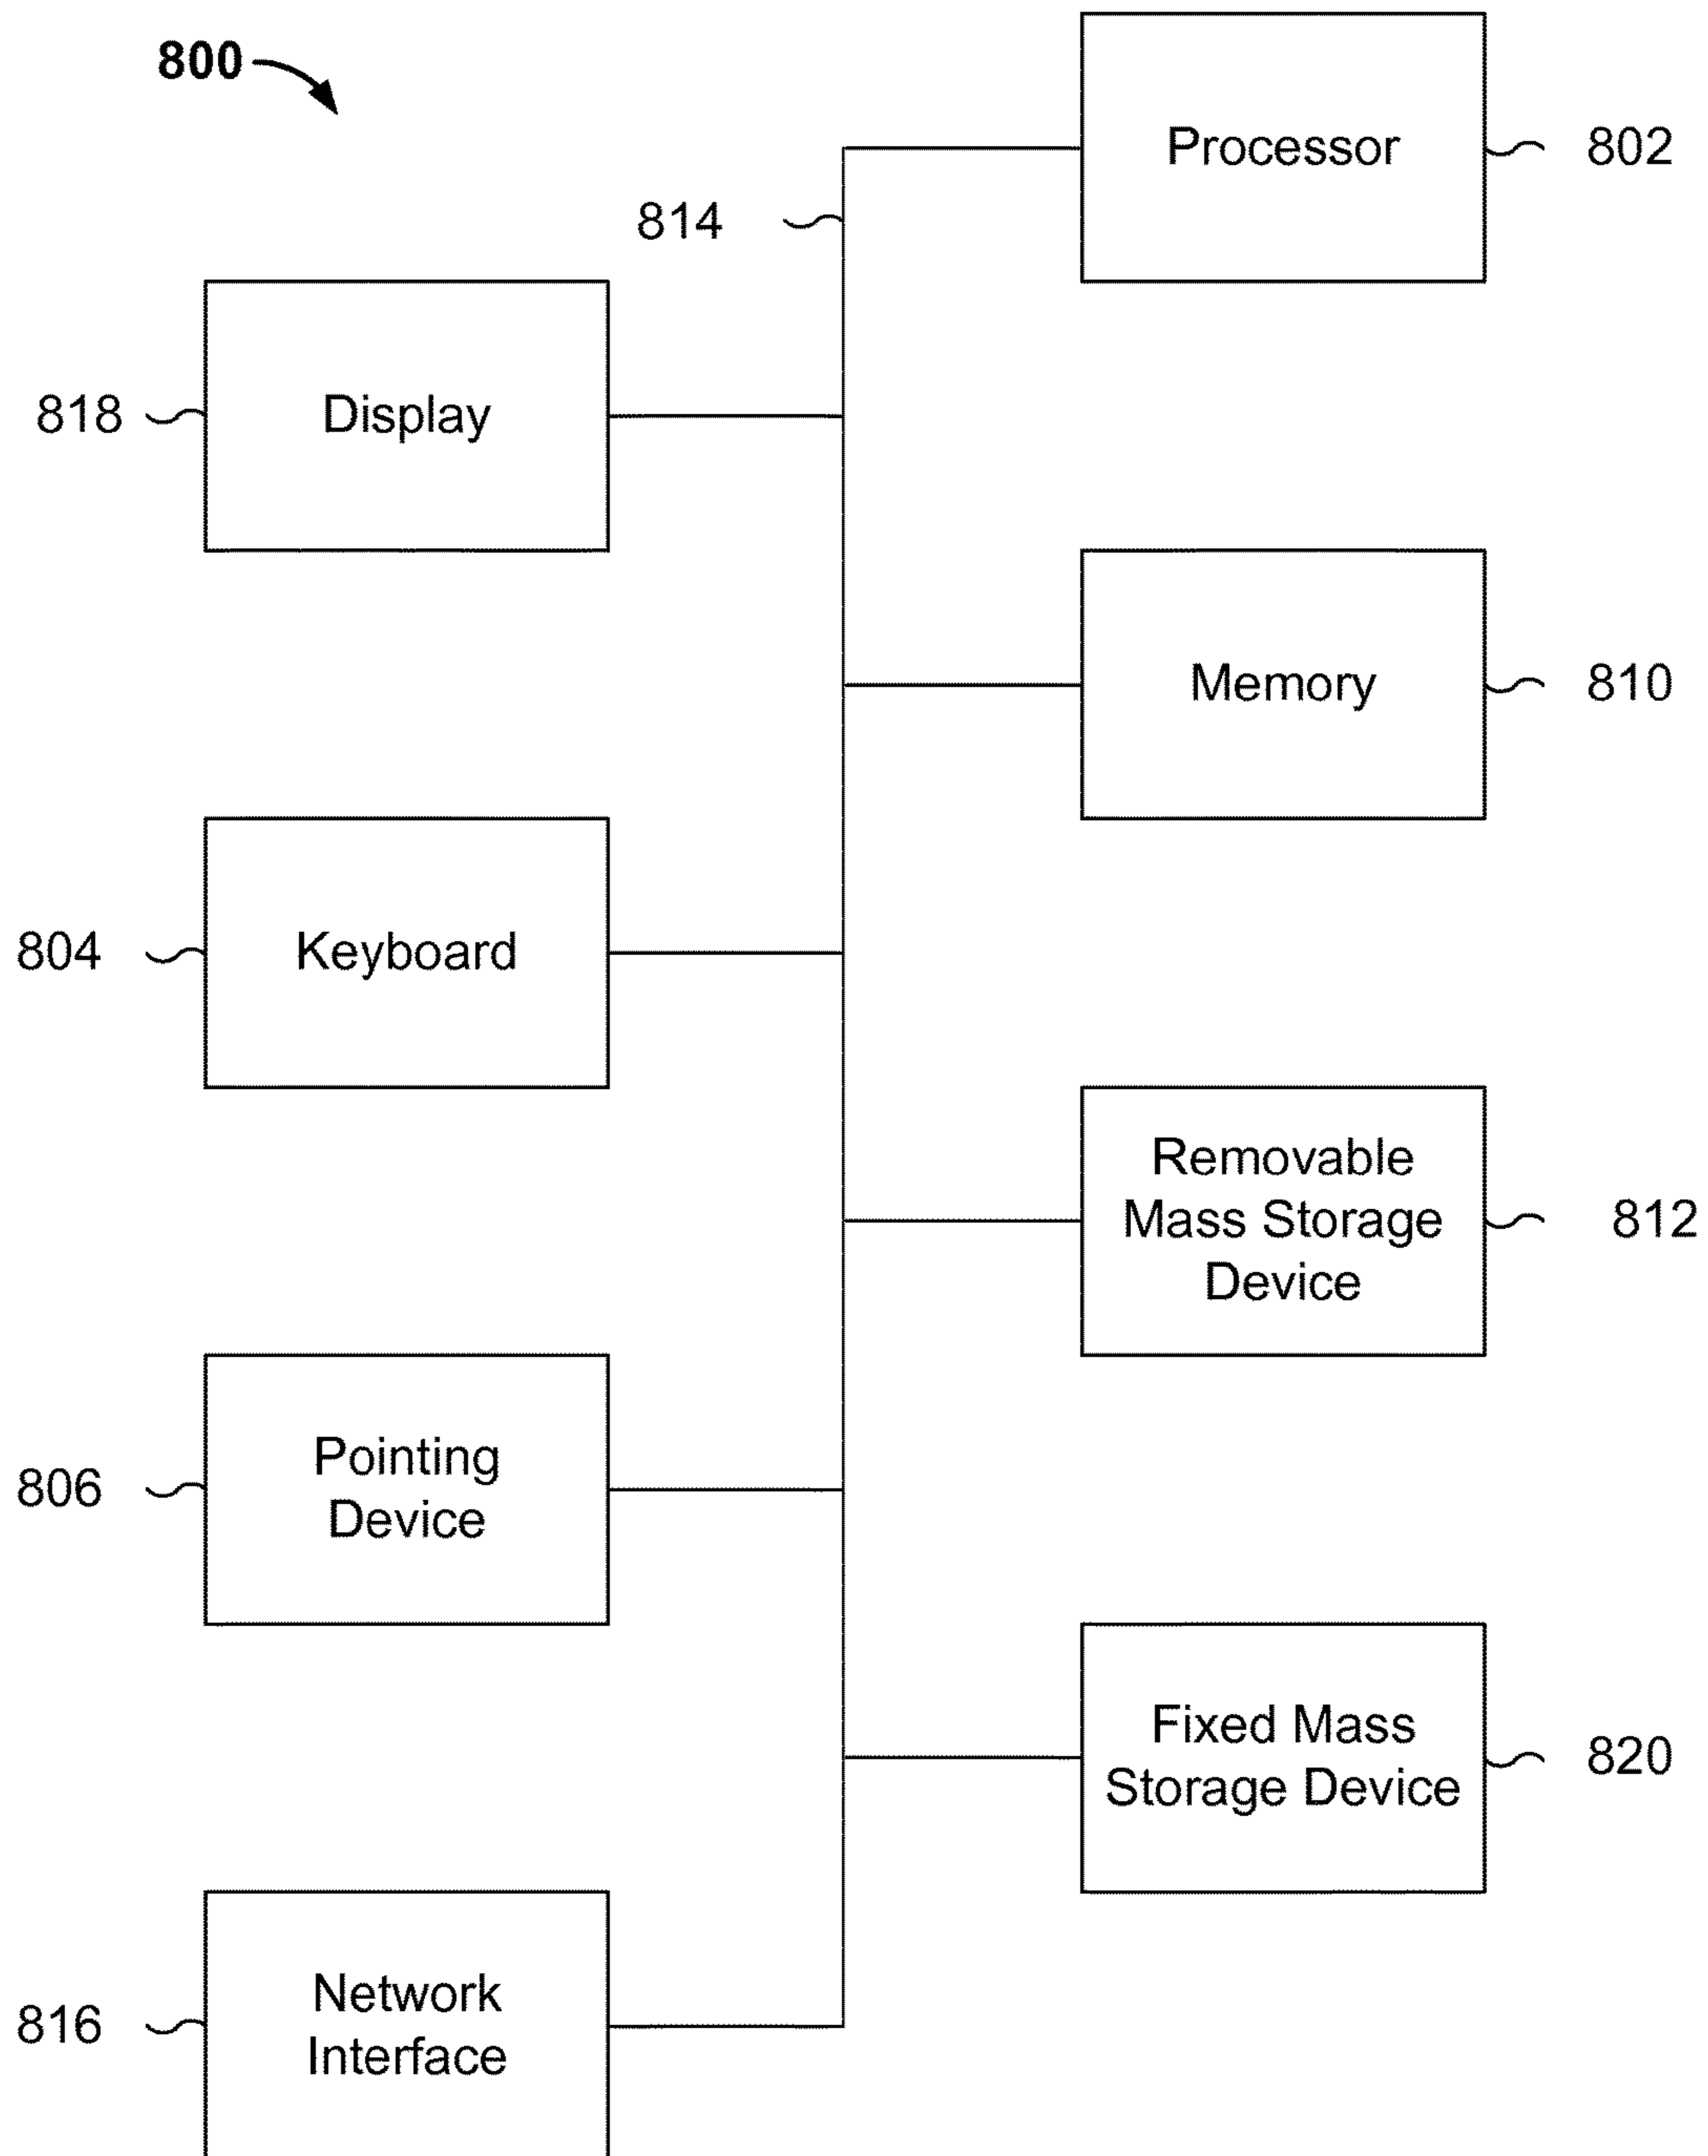 800
Processor
802
814
818
Display
Memory
810
804
Keyboard
Removable
Mass Storage
Device
812
806
Pointing
Device
Fixed Mass
Storage Device
820
816
Network
Interface